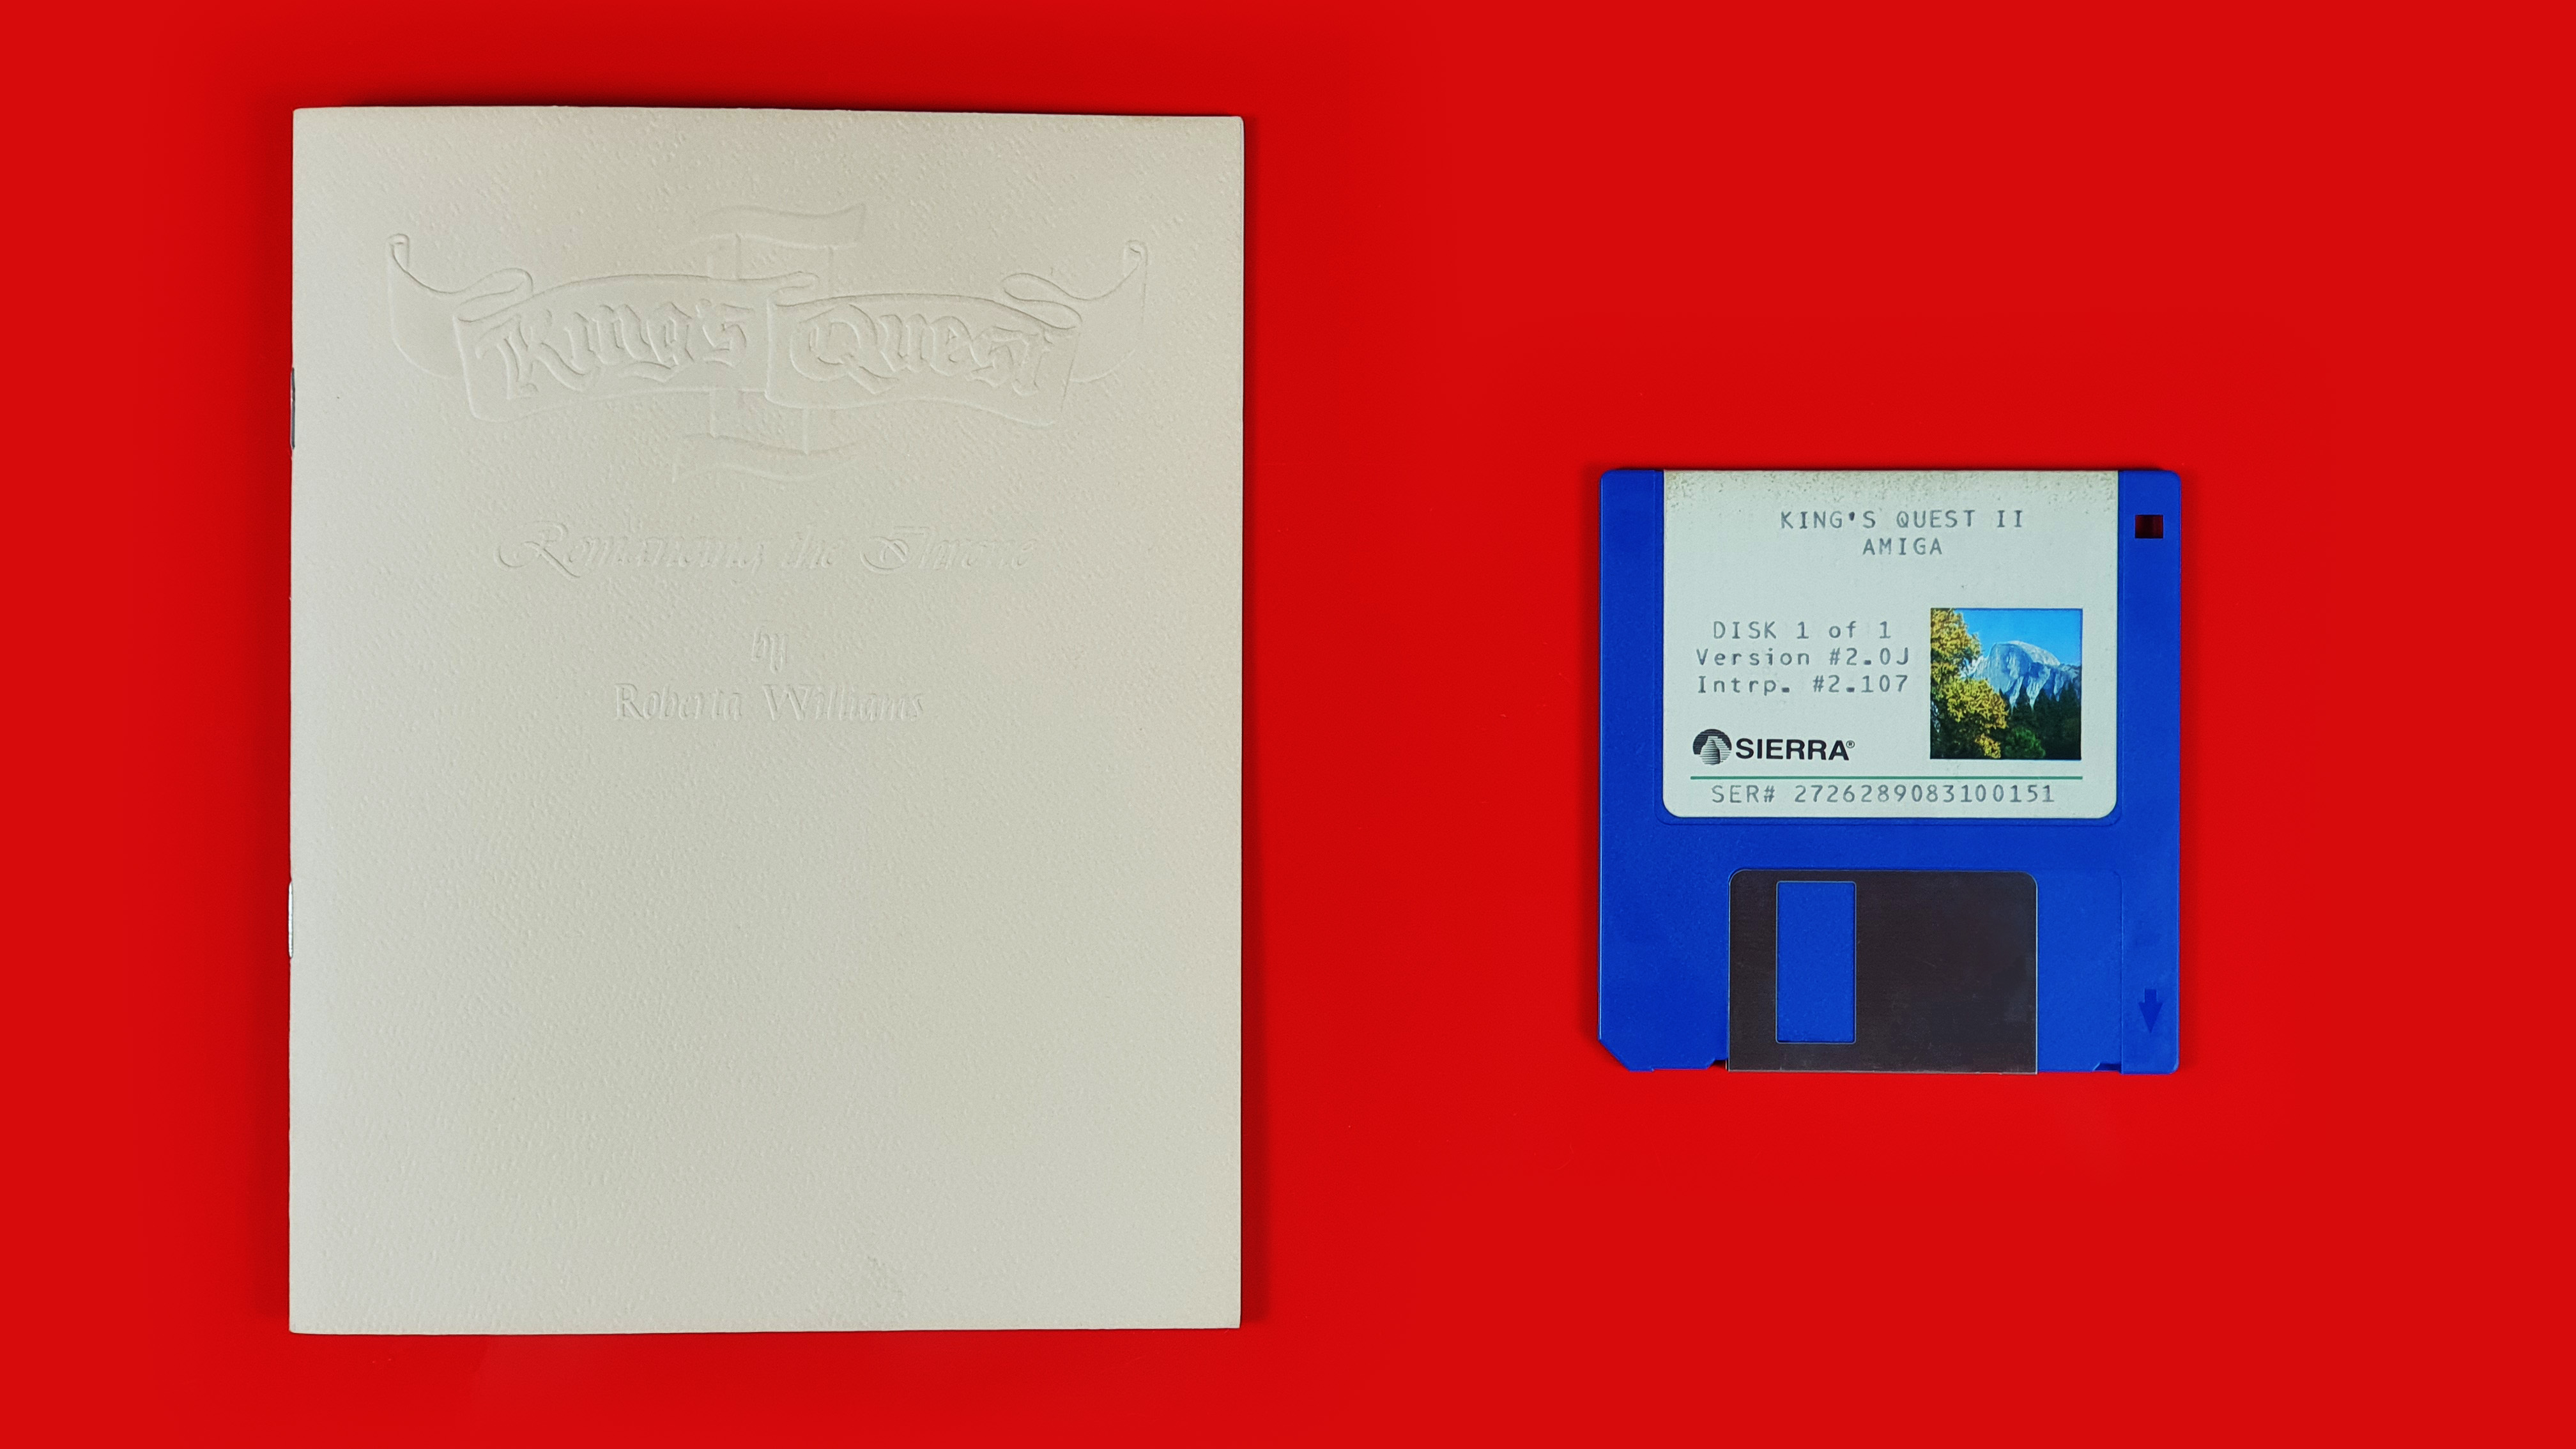 King's Quest
II
Romancing the Throne
by
Roberta Williams
KING'S QUEST II
AMIGA
DISK 1 of 1
Version #2.0J
Intrp. #2.107
SIERRA®
SER# 2726289083100151